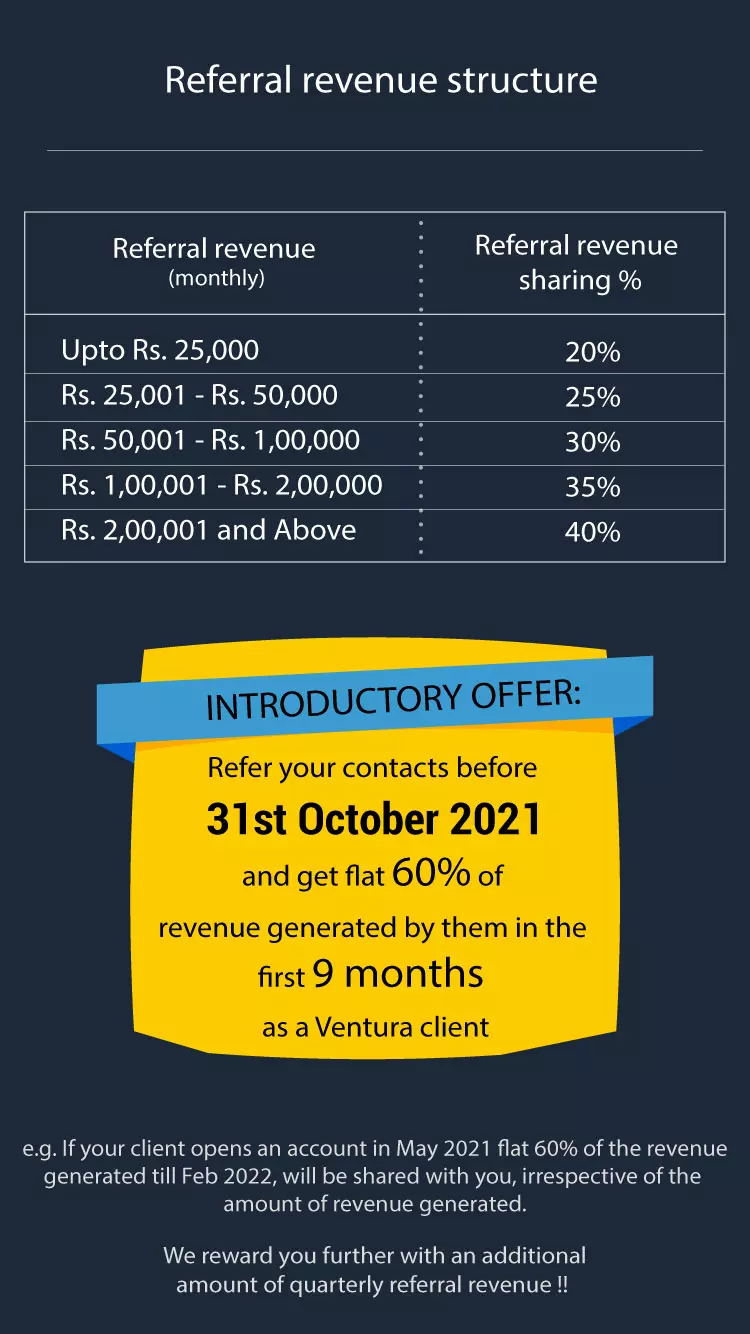 Referral revenue structure
Referral revenue
(monthly)
Referral revenue
sharing %
Upto Rs. 25,000
20%
Rs. 25,001 - Rs. 50,000
25%
Rs. 50,001 - Rs. 1,00,000
30%
Rs. 1,00,001 - Rs. 2,00,000
35%
Rs. 2,00,001 and Above
40%
INTRODUCTORY OFFER:
Refer your contacts before
31st October 2021
and get flat 60% of
revenue generated by them in the
first 9 months
as a Ventura client
e.g. If your client opens an account in May 2021 flat 60% of the revenue
generated till Feb 2022, will be shared with you, irrespective of the
amount of revenue generated.
We reward you further with an additional
amount of quarterly referral revenue !!